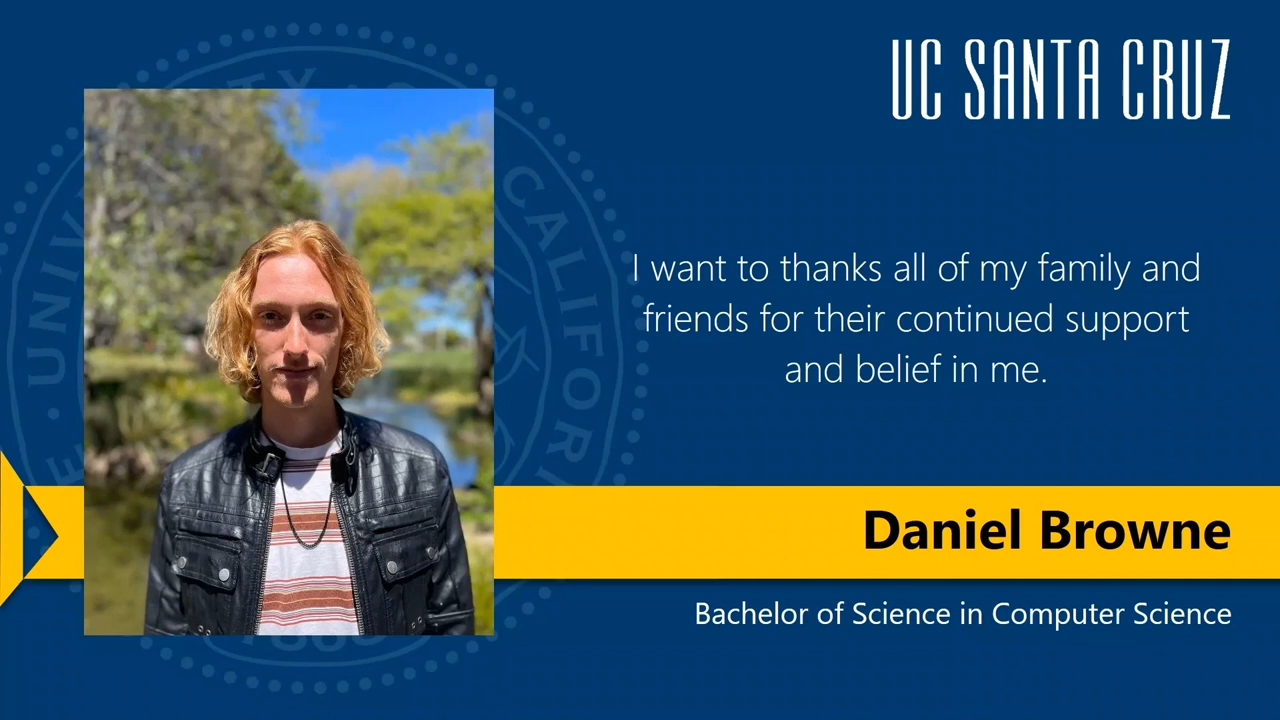 UC SANTA CRUZ
I want to thanks all of my family and
friends for their continued support
and belief in me.
Daniel Browne
Bachelor of Science in Computer Science